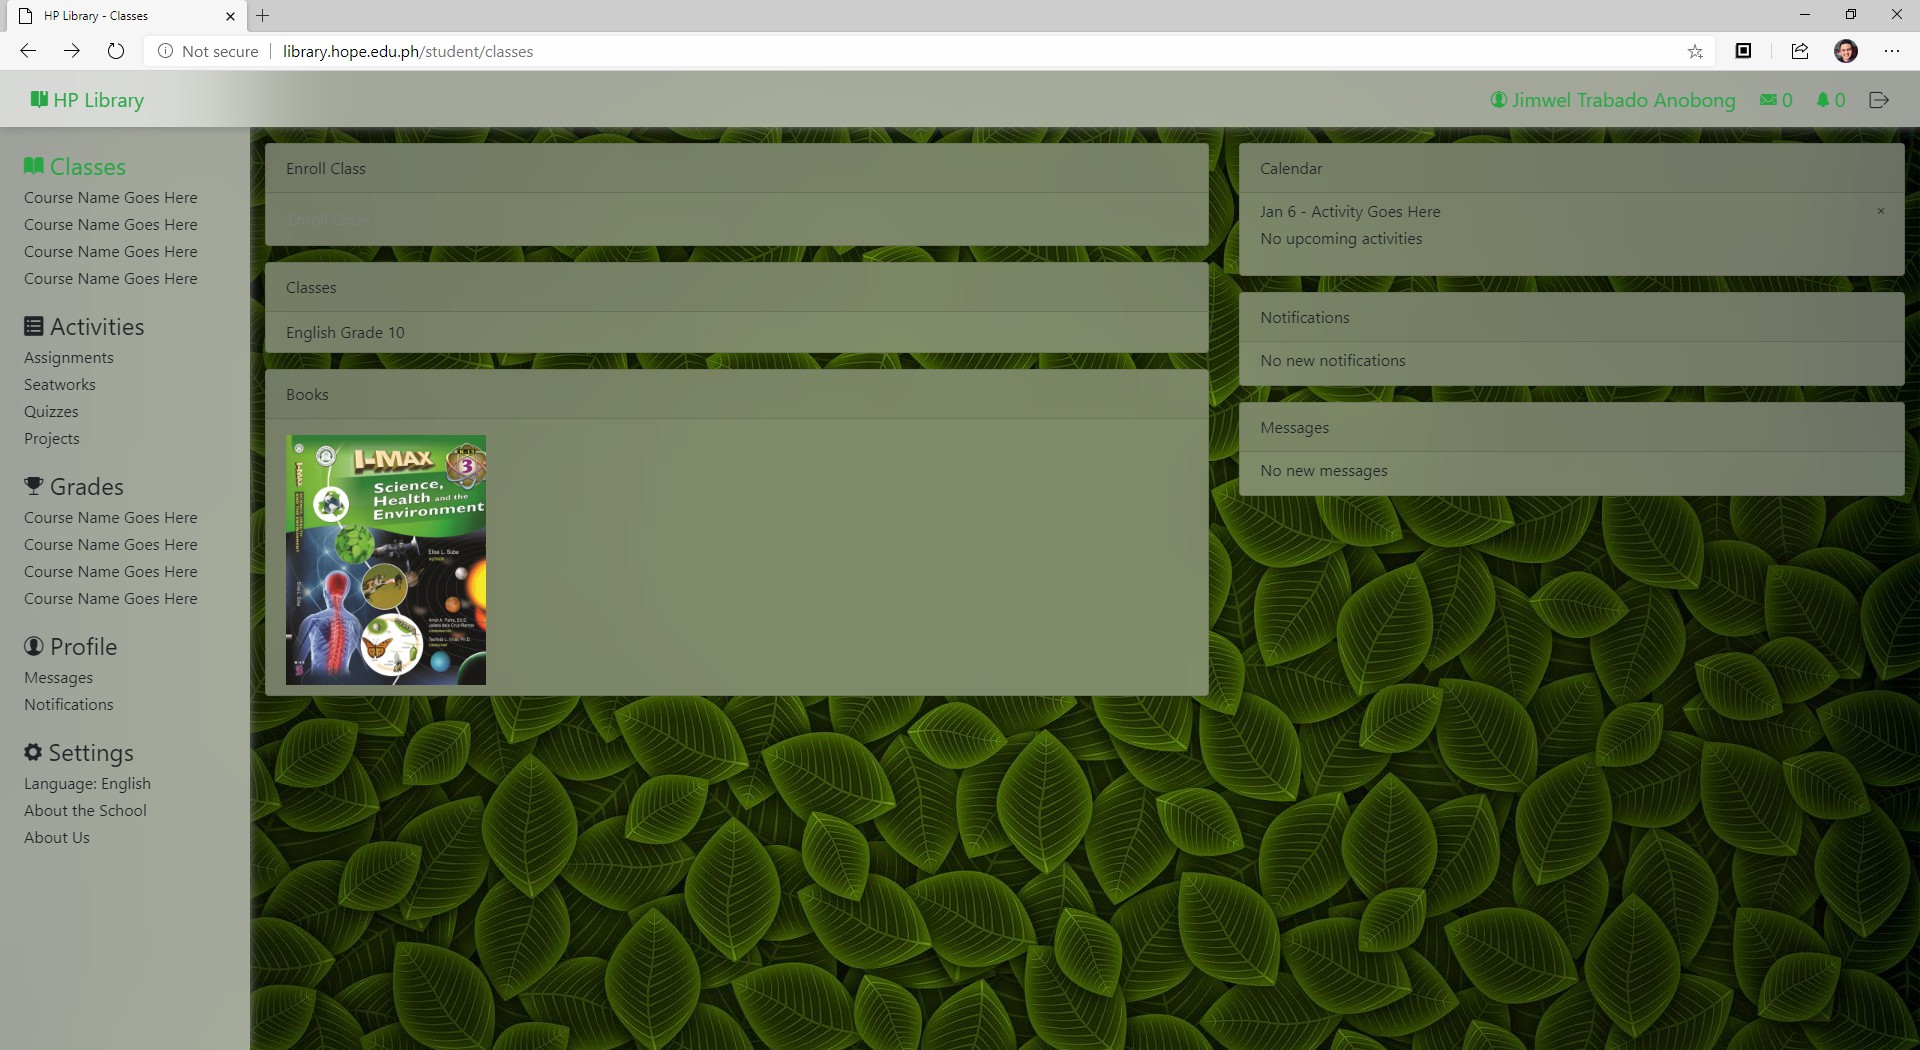 HP Library - Classes
Not secure
library.hope.edu.ph/student/classes
HP Library
Jimwel Trabado Anobong
0
0
Classes
Course Name Goes Here
Course Name Goes Here
Course Name Goes Here
Course Name Goes Here
Activities
Assignments
Seatworks
Quizzes
Projects
Grades
Course Name Goes Here
Course Name Goes Here
Course Name Goes Here
Course Name Goes Here
Profile
Messages
Notifications
Settings
Language: English
About the School
About Us
Enroll Class
Enroll Code
Classes
English Grade 10
Books
I-MAX
3
Science,
Health and the
Environment
Elisa L. Suba
I-MAX
3
Calendar
Jan 6 - Activity Goes Here
No upcoming activities
Notifications
No new notifications
Messages
No new messages